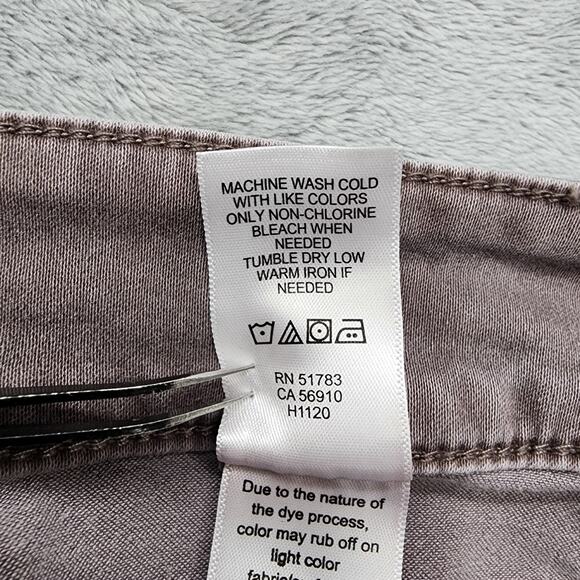 MACHINE WASH COLD
WITH LIKE COLORS
ONLY NON-CHLORINE
BLEACH WHEN
NEEDED
TUMBLE DRY LOW
WARM IRON IF
NEEDED
RN 51783
CA 56910
H1120
Due to the nature of
the dye process,
color may rub off on
light color